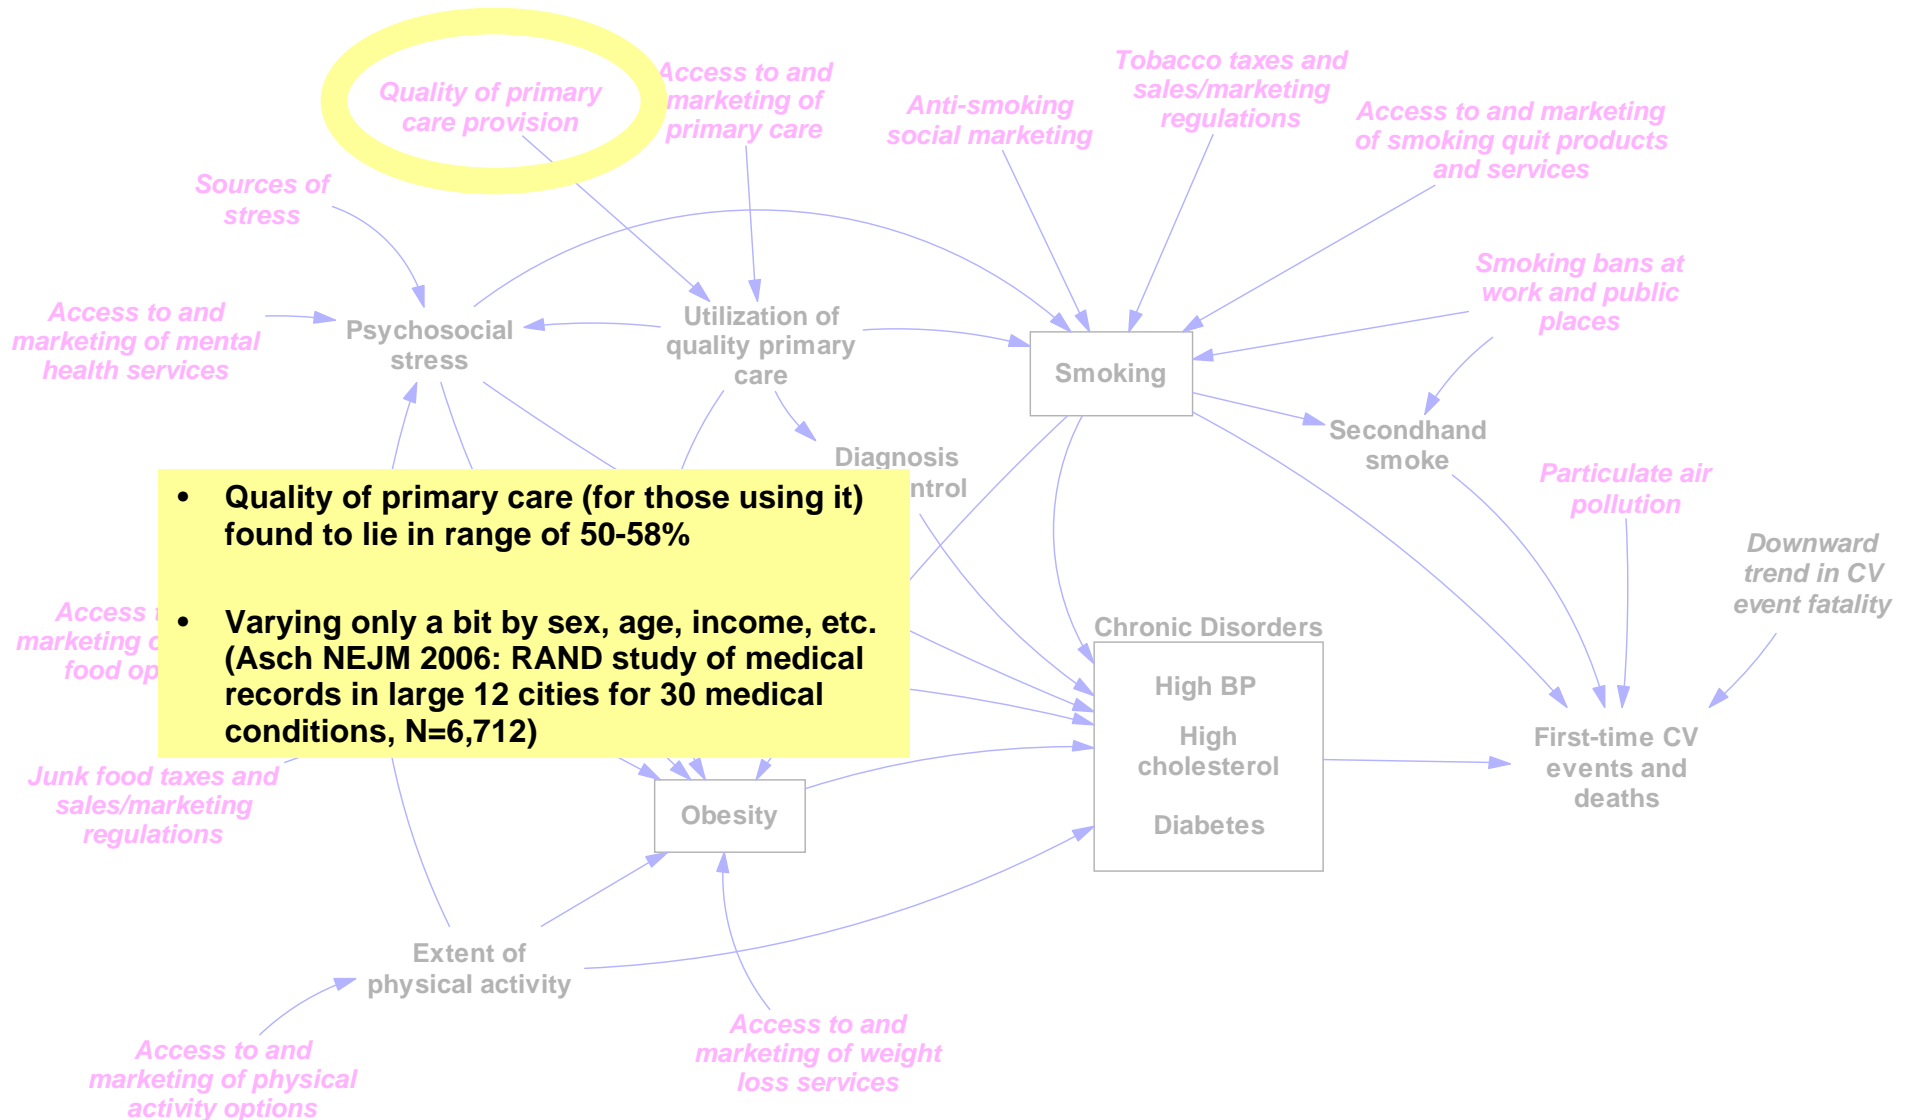 Quality of primary
care provision
Access to and
marketing of
primary care
Anti-smoking
social marketing
Tobacco taxes and
sales/marketing
regulations
Access to and marketing
of smoking quit products
and services
Sources of
stress
Smoking bans at
work and public
places
Access to and
marketing of mental
health services
Psychosocial
stress
Utilization of
quality primary
care
Smoking
Secondhand
smoke
Diagnosis
Particulate air
pollution
Downward
trend in CV
event fatality
• Quality of primary care (for those using it)
found to lie in range of 50-58%
• Varying only a bit by sex, age, income, etc.
(Asch NEJM 2006: RAND study of medical
records in large 12 cities for 30 medical
conditions, N=6,712)
Access
marketing
food
Chronic Disorders
High BP
High
cholesterol
Diabetes
First-time CV
events and
deaths
Junk food taxes and
sales/marketing
regulations
Obesity
Extent of
physical activity
Access to and
marketing of physical
activity options
Access to and
marketing of weight
loss services